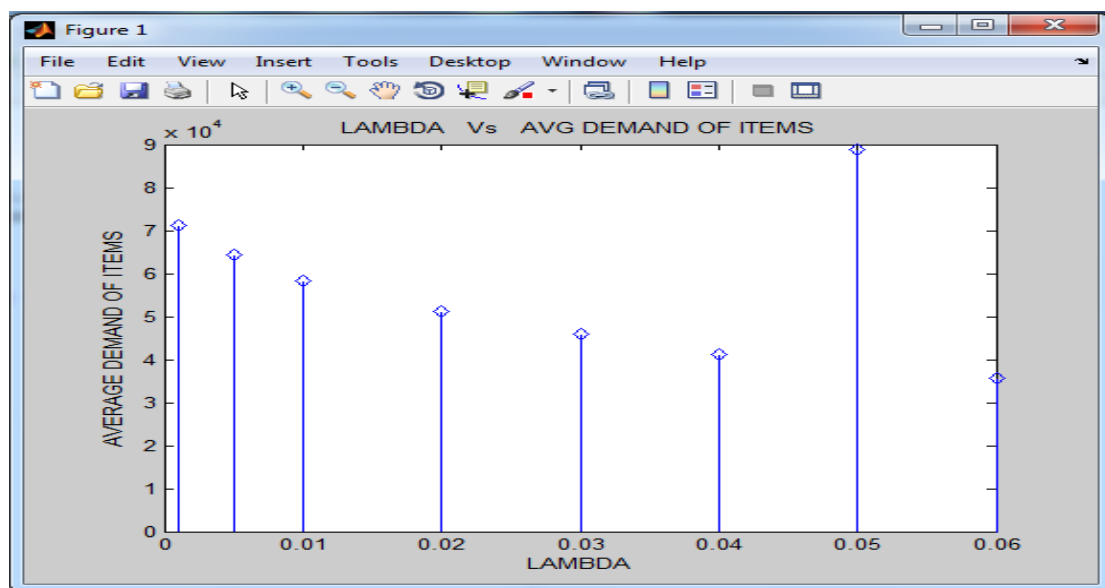 Figure 1
File Edit View Insert Tools Desktop Window Help
x 10^4
LAMBDA Vs AVG DEMAND OF ITEMS
AVERAGE DEMAND OF ITEMS
9
8
7
6
5
4
3
2
1
0
0 0.01 0.02 0.03 0.04 0.05 0.06
LAMBDA